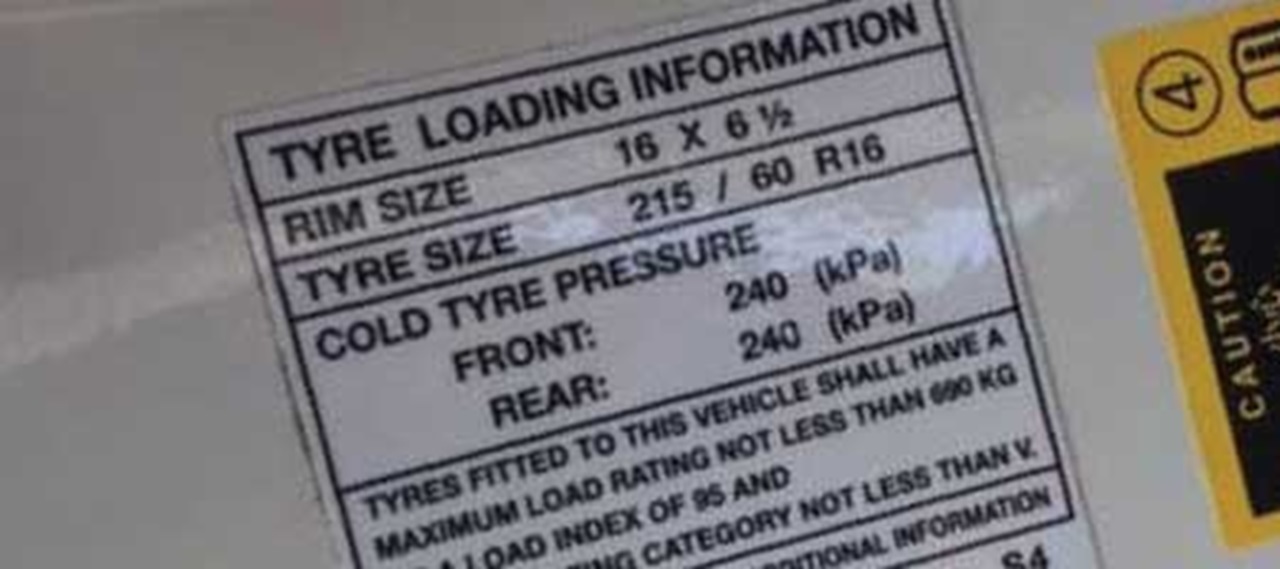 TYRE LOADING INFORMATION
RIM SIZE 16 X 6 ½
TYRE SIZE 215 / 60 R16
COLD TYRE PRESSURE
FRONT: 240 (kPa)
REAR: 240 (kPa)
TYRES FITTED TO THIS VEHICLE SHALL HAVE A
MAXIMUM LOAD RATING NOT LESS THAN 690 KG
A LOAD INDEX OF 95 AND
CATEGORY NOT LESS THAN V.
INFORMATION
S4
4
CAUTION